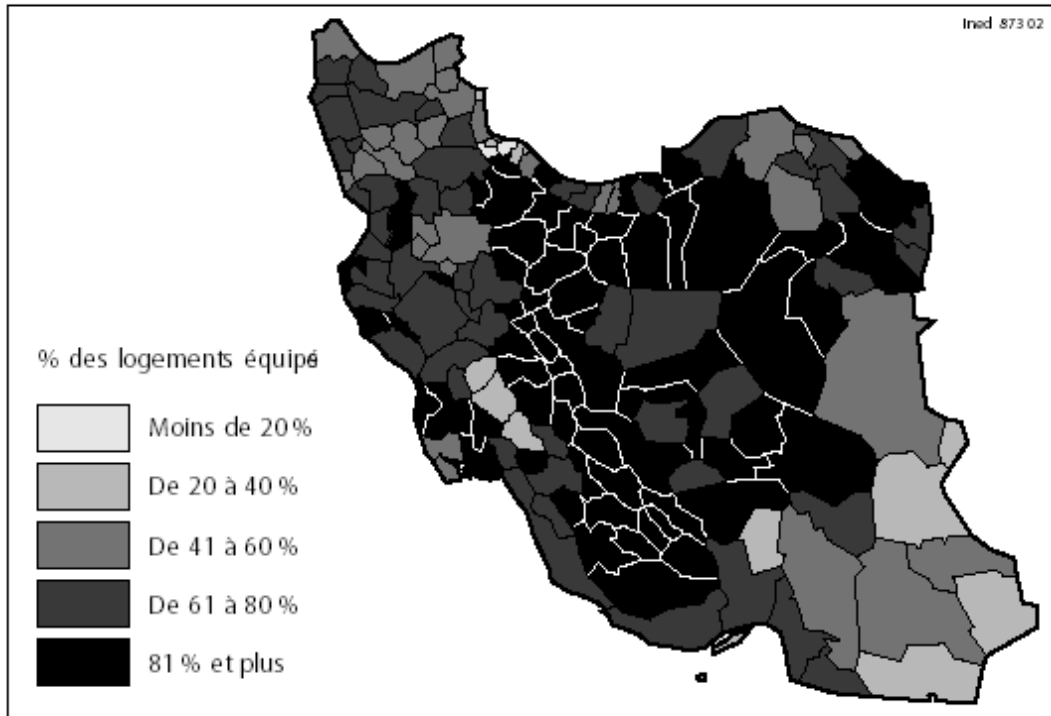 Ined 873 02
% des logements équipé
Moins de 20 %
De 20 à 40 %
De 41 à 60 %
De 61 à 80 %
81 % et plus